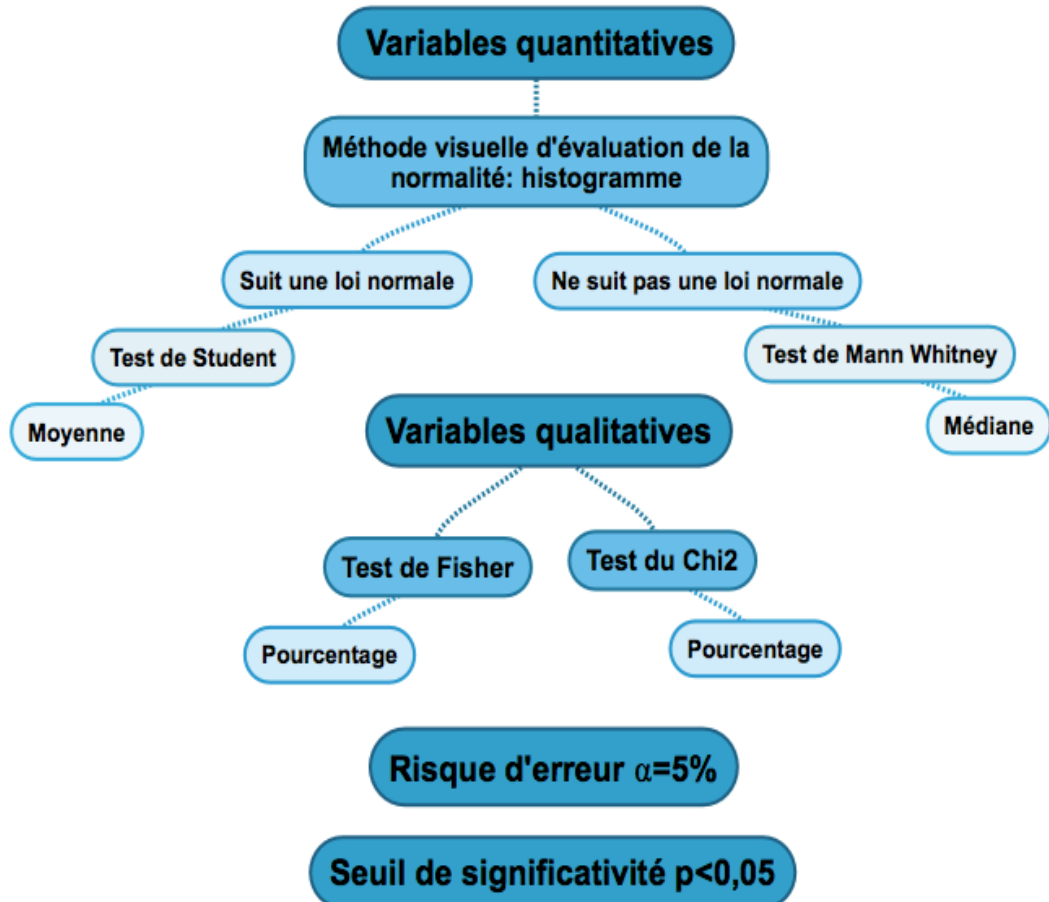 Variables quantitatives
Méthode visuelle d'évaluation de la
normalité: histogramme
Suit une loi normale
Ne suit pas une loi normale
Test de Student
Test de Mann Whitney
Moyenne
Médiane
Variables qualitatives
Test de Fisher
Test du Chi2
Pourcentage
Pourcentage
Risque d'erreur α=5%
Seuil de significativité p<0,05